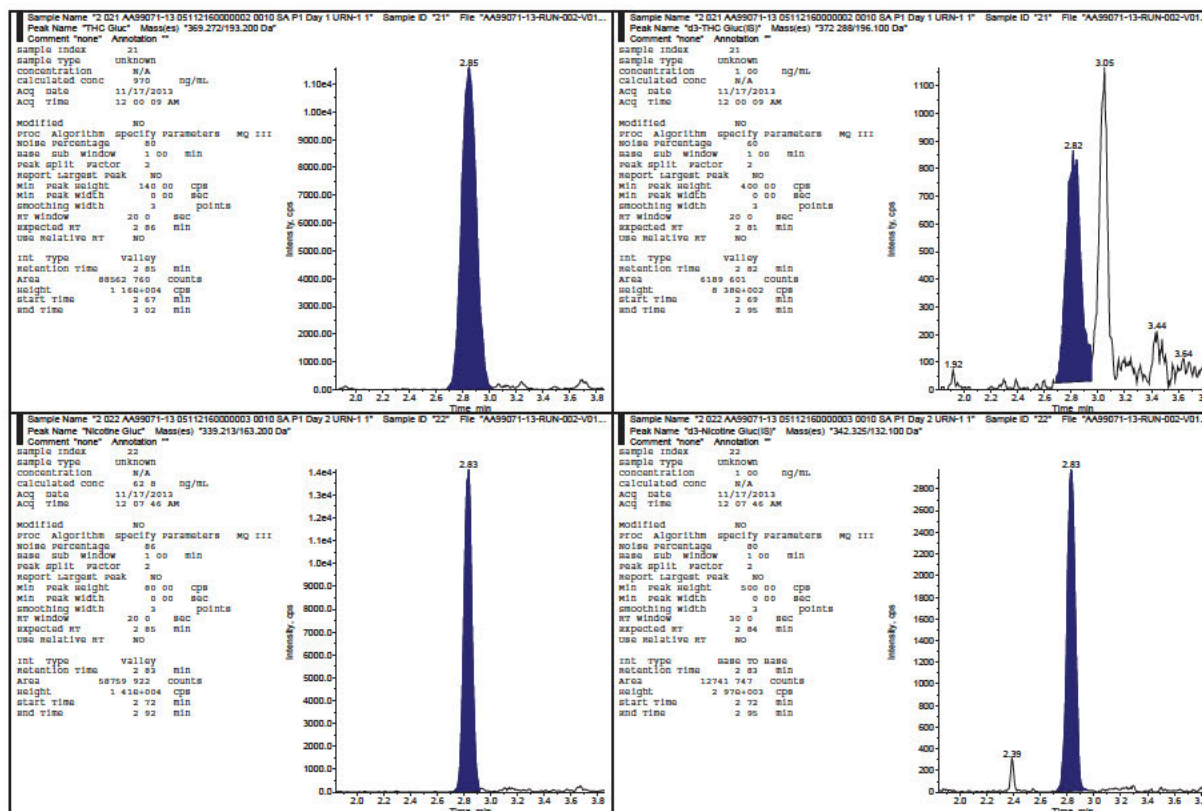 Sample Name "2 021 AA99071-13 05112160000002 0010 SA P1 Day 1 URN-1 1" Sample ID "21" File "AA99071-13-RUN-002-V01...
Peak Name "THC Gluc" Mass(es) "369.272/193.200 Da"
Comment "none" Annotation ""
Sample Index 21
Sample Type Unknown
Concentration N/A
Calculated Conc 970 ng/mL
Acq Date 11/17/2013
Acq Time 12 00 09 AM
Modified NO
Proc Algorithm Specify Parameters MQ III
Noise Percentage 80
Base Sub Window 1 00 min
Peak Split Factor 2
Report Largest Peak NO
Min Peak Height 140 00 cps
Min Peak Width 0 00 sec
Smoothing Width 3 points
RT Window 20 0 sec
Expected RT 2 86 min
Use Relative RT NO
Int Type Valley
Retention Time 2 85 min
Area 88562 760 counts
Height 1 16e+004 cps
Start Time 2 67 min
End Time 3 02 min
2.85
1.10e4
1.00e4
9000.00
8000.00
7000.00
6000.00
5000.00
4000.00
3000.00
2000.00
1000.00
0.00
Intensity, cps
2.0 2.2 2.4 2.6 2.8 3.0 3.2 3.4 3.6 3.8
Time, min
Sample Name "2 021 AA99071-13 05112160000002 0010 SA P1 Day 1 URN-1 1" Sample ID "21" File "AA99071-13-RUN-002-V01...
Peak Name "d3-THC Gluc(IS)" Mass(es) "372.288/196.100 Da"
Comment "none" Annotation ""
Sample Index 21
Sample Type Unknown
Concentration 1 00 ng/mL
Calculated Conc N/A
Acq Date 11/17/2013
Acq Time 12 00 09 AM
Modified NO
Proc Algorithm Specify Parameters MQ III
Noise Percentage 60
Base Sub Window 1 00 min
Peak Split Factor 2
Report Largest Peak NO
Min Peak Height 400 00 cps
Min Peak Width 0 00 sec
Smoothing Width 3 points
RT Window 20 0 sec
Expected RT 2 81 min
Use Relative RT NO
Int Type Valley
Retention Time 2 82 min
Area 6189 601 counts
Height 8 38e+002 cps
Start Time 2 69 min
End Time 2 95 min
3.05
2.82
3.44
3.64
1.92
1100
1000
900
800
700
600
500
400
300
200
100
0
Intensity, cps
2.0 2.2 2.4 2.6 2.8 3.0 3.2 3.4 3.6 3.8
Time, min
Sample Name "2 022 AA99071-13 05112160000003 0010 SA P1 Day 2 URN-1 1" Sample ID "22" File "AA99071-13-RUN-002-V01...
Peak Name "Nicotine Gluc" Mass(es) "339.213/163.200 Da"
Comment "none" Annotation ""
Sample Index 22
Sample Type Unknown
Concentration N/A
Calculated Conc 62 8 ng/mL
Acq Date 11/17/2013
Acq Time 12 07 46 AM
Modified NO
Proc Algorithm Specify Parameters MQ III
Noise Percentage 86
Base Sub Window 1 00 min
Peak Split Factor 2
Report Largest Peak NO
Min Peak Height 80 00 cps
Min Peak Width 0 00 sec
Smoothing Width 3 points
RT Window 20 0 sec
Expected RT 2 85 min
Use Relative RT NO
Int Type Valley
Retention Time 2 83 min
Area 58759 922 counts
Height 1 41e+004 cps
Start Time 2 72 min
End Time 2 92 min
2.83
1.4e4
1.3e4
1.2e4
1.1e4
1.0e4
9000.0
8000.0
7000.0
6000.0
5000.0
4000.0
3000.0
2000.0
1000.0
0.0
Intensity, cps
2.0 2.2 2.4 2.6 2.8 3.0 3.2 3.4 3.6 3.8
Time, min
Sample Name "2 022 AA99071-13 05112160000003 0010 SA P1 Day 2 URN-1 1" Sample ID "22" File "AA99071-13-RUN-002-V01...
Peak Name "d3-Nicotine Gluc(IS)" Mass(es) "342.325/132.100 Da"
Comment "none" Annotation ""
Sample Index 22
Sample Type Unknown
Concentration 1 00 ng/mL
Calculated Conc N/A
Acq Date 11/17/2013
Acq Time 12 07 46 AM
Modified NO
Proc Algorithm Specify Parameters MQ III
Noise Percentage 80
Base Sub Window 1 00 min
Peak Split Factor 2
Report Largest Peak NO
Min Peak Height 500 00 cps
Min Peak Width 0 00 sec
Smoothing Width 3 points
RT Window 30 0 sec
Expected RT 2 84 min
Use Relative RT NO
Int Type Base To Base
Retention Time 2 83 min
Area 12741 747 counts
Height 2 97e+003 cps
Start Time 2 72 min
End Time 2 95 min
2.83
2.39
2800
2600
2400
2200
2000
1800
1600
1400
1200
1000
800
600
400
200
0
Intensity, cps
2.0 2.2 2.4 2.6 2.8 3.0 3.2 3.4 3.6 3.8